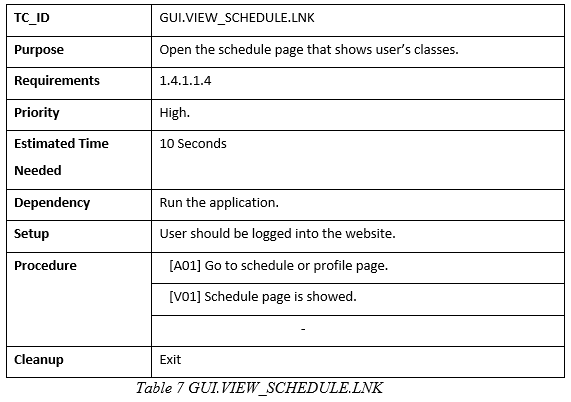 TC_ID GUI.VIEW_SCHEDULE.LNK
Purpose Open the schedule page that shows user's classes.
Requirements 1.4.1.1.4
Priority High.
Estimated Time Needed 10 Seconds
Dependency Run the application.
Setup User should be logged into the website.
Procedure [A01] Go to schedule or profile page.
[V01] Schedule page is showed.
-
Cleanup Exit
Table 7 GUI.VIEW_SCHEDULE.LNK